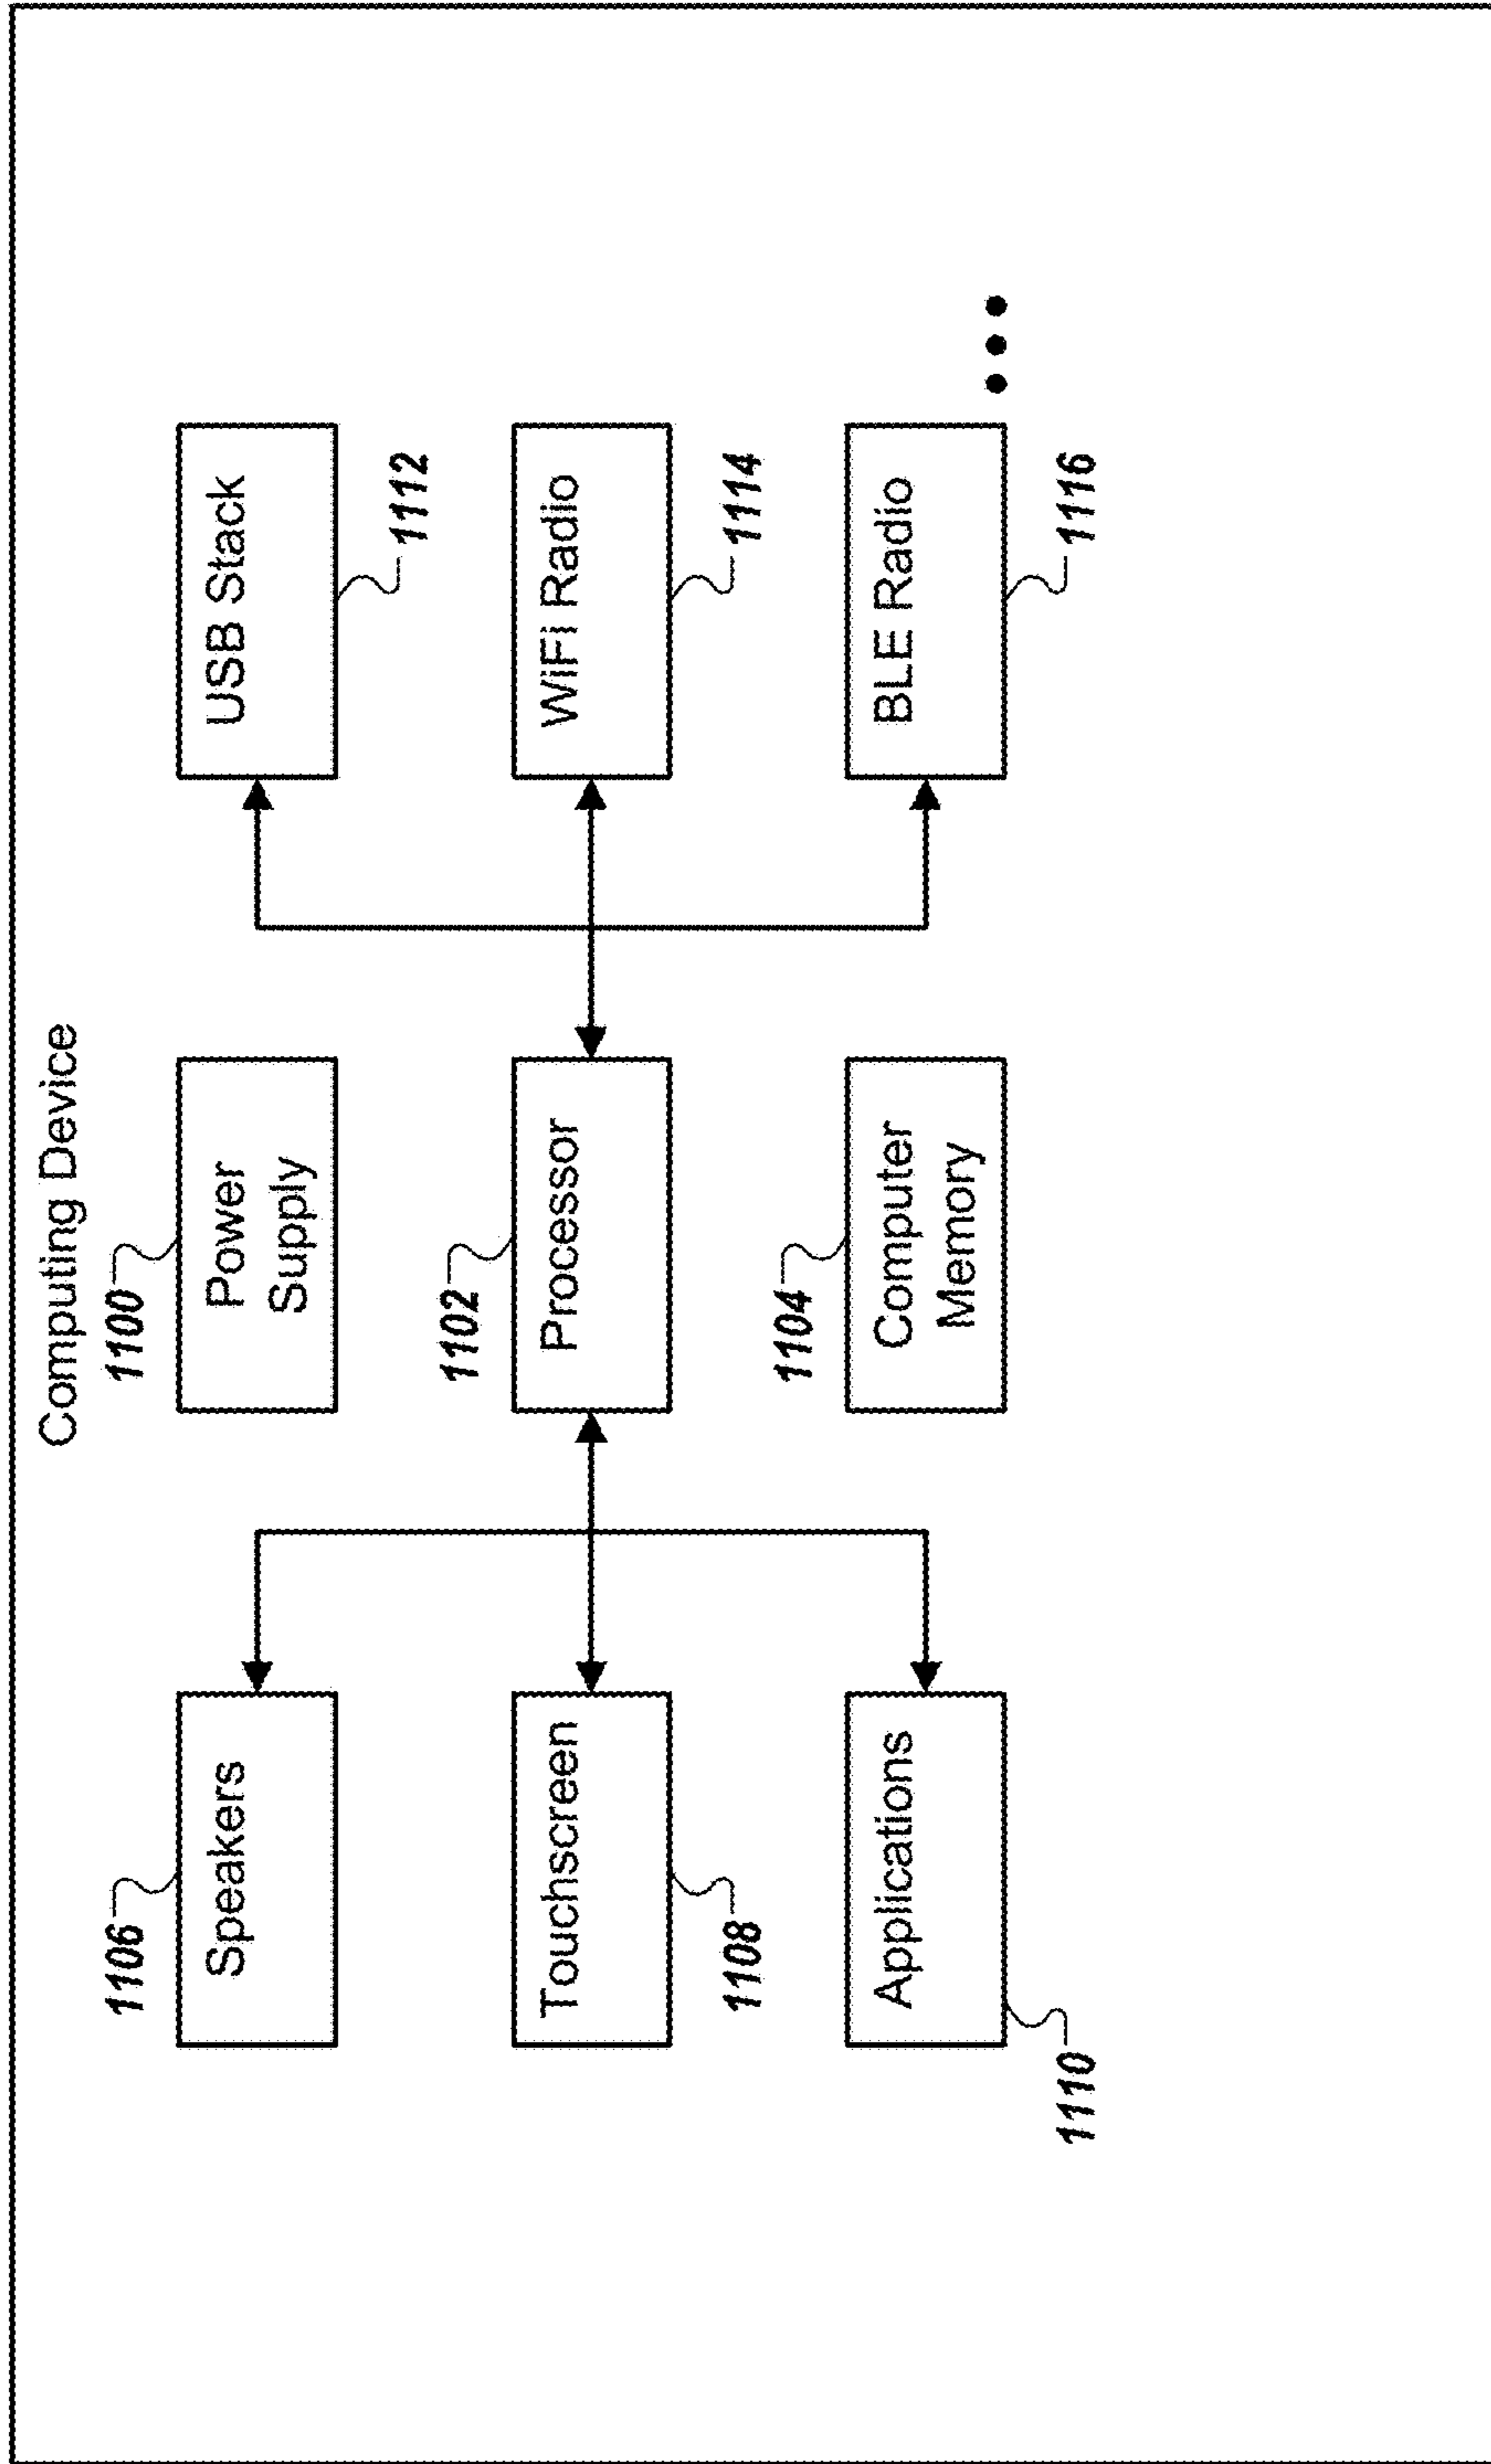 Computing Device
1106
Speakers
1100
Power
Supply
USB Stack
1112
1102
Touchscreen
1108
Processor
WiFi Radio
1114
1104
Applications
1110
Computer
Memory
BLE Radio
1116